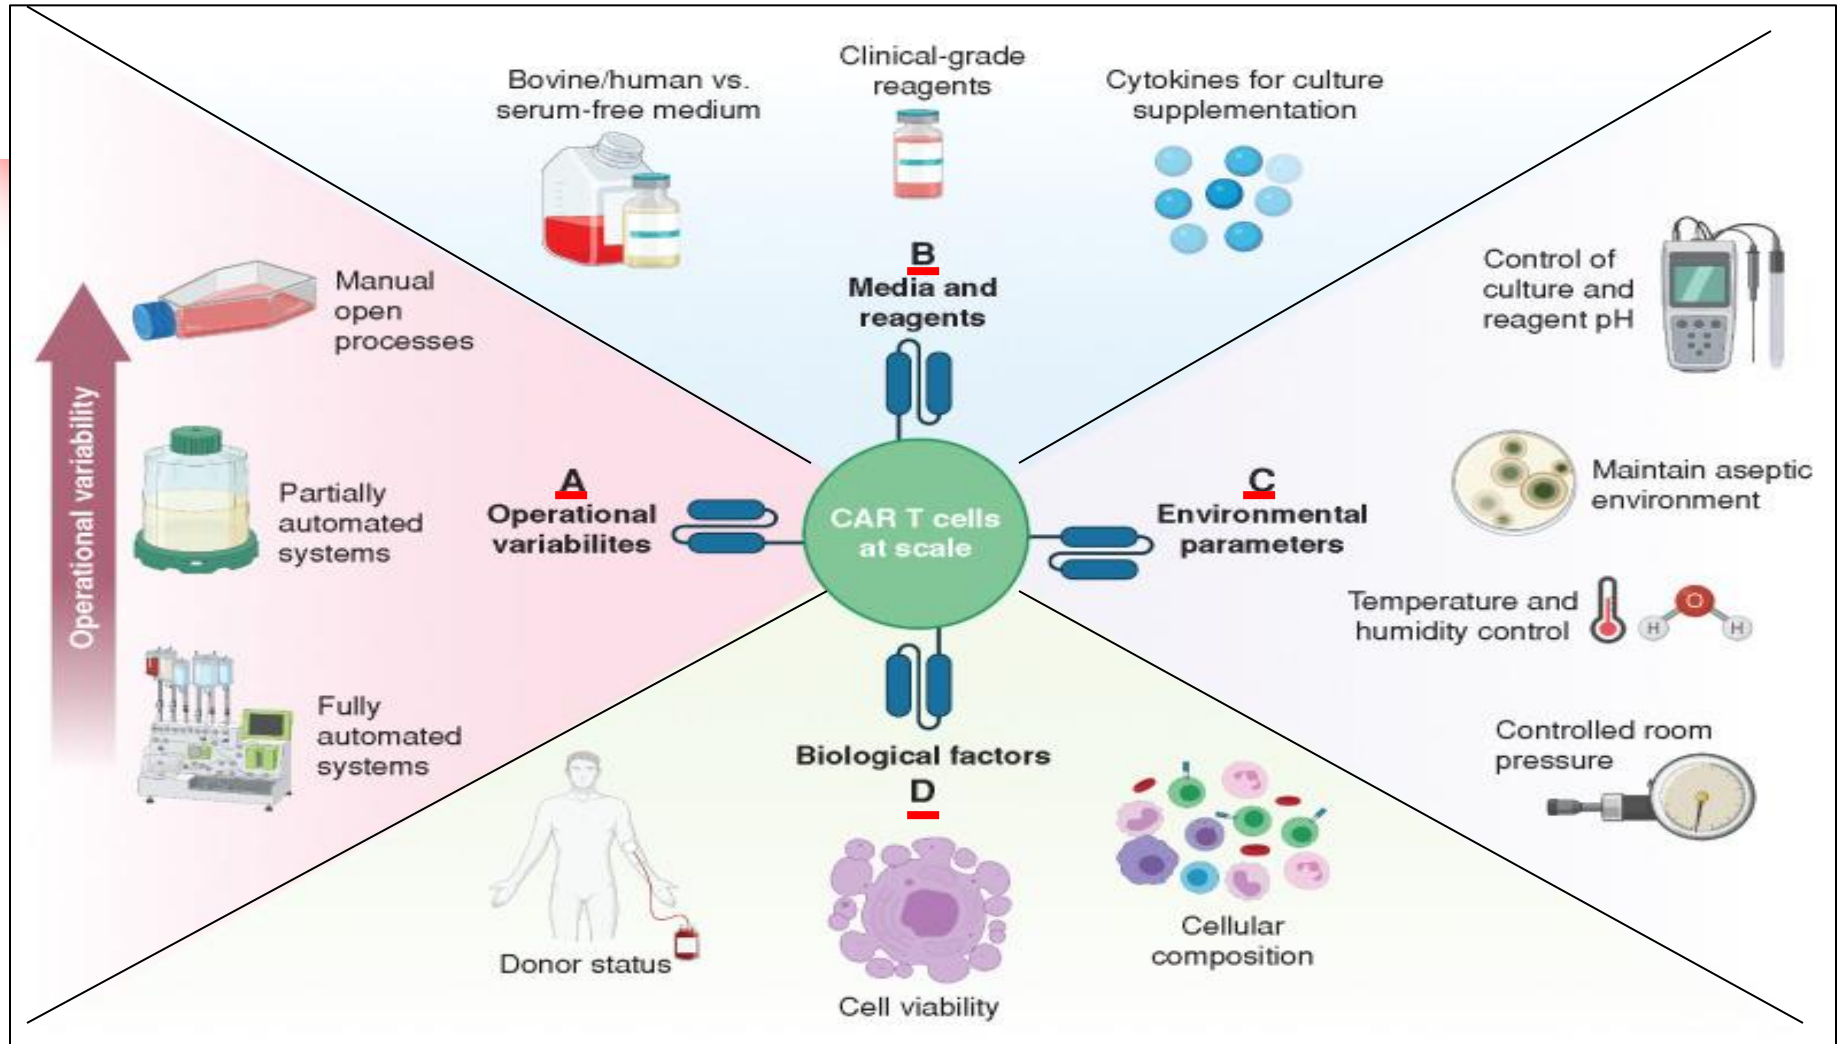 Clinical-grade
reagents
Bovine/human vs.
serum-free medium
Cytokines for culture
supplementation
B
Media and
reagents
Manual
open
processes
Partially
automated
systems
Fully
automated
systems
Operational variability
A
Operational
variabilites
CAR T cells
at scale
C
Environmental
parameters
Control of
culture and
reagent pH
Maintain aseptic
environment
Temperature and
humidity control
O
H
H
Controlled room
pressure
Biological factors
D
Donor status
Cell viability
Cellular
composition